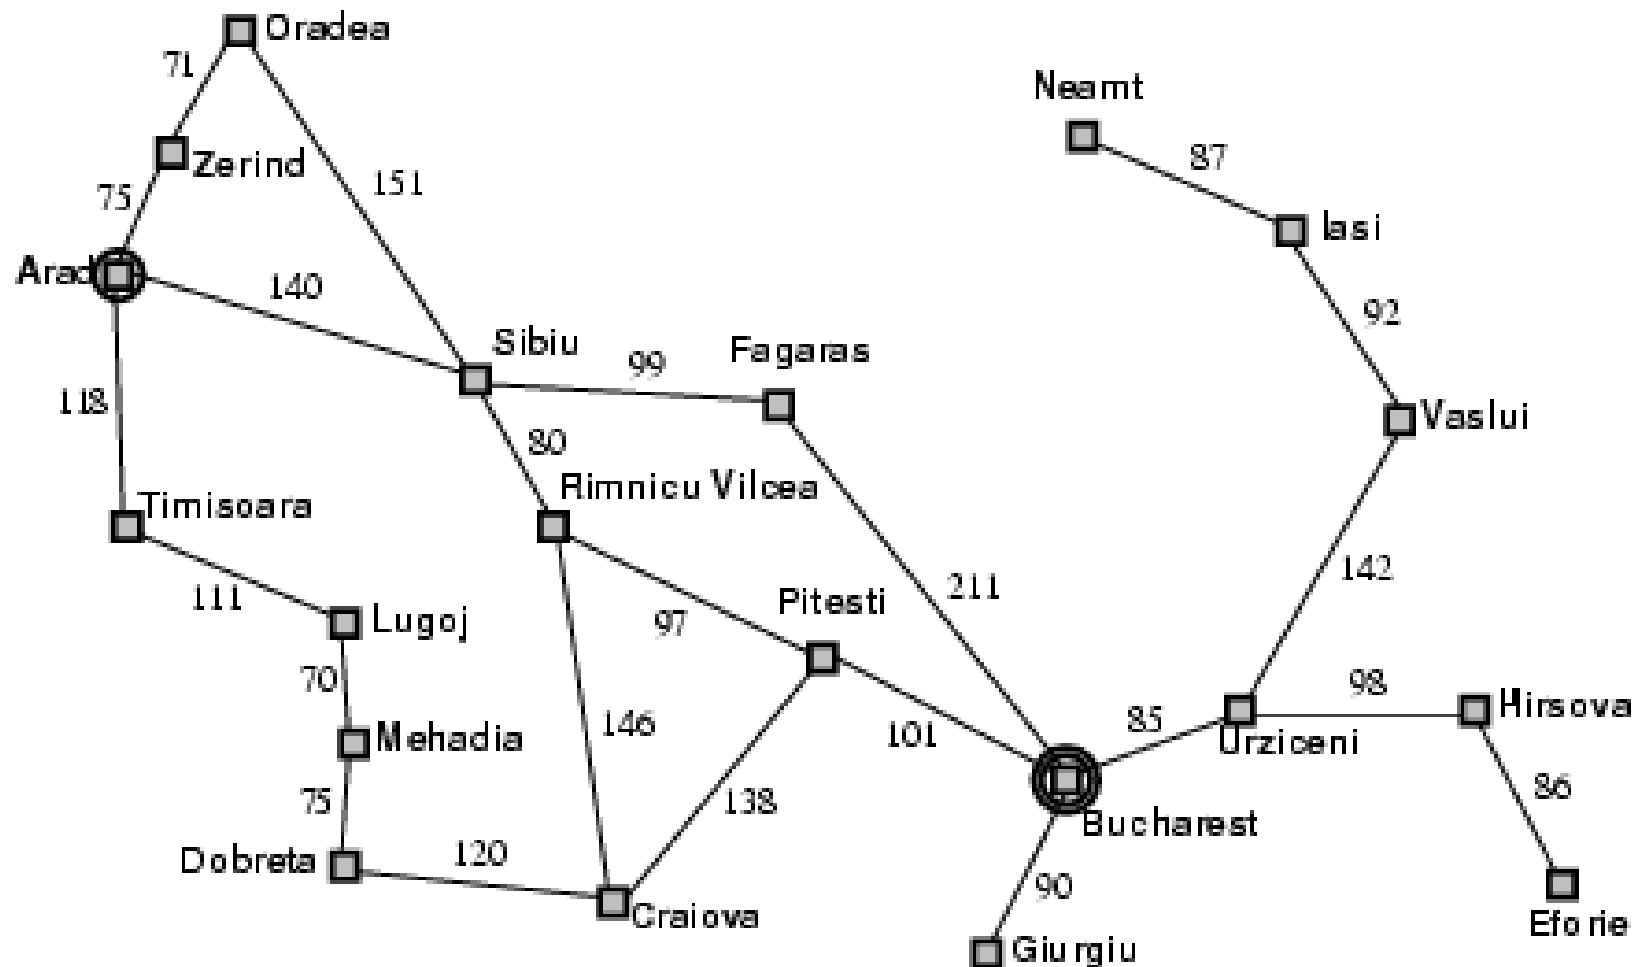 Oradea
71
Neamt
87
Zerind
151
75
Iasi
Arad
140
92
Sibiu
99
Fagaras
118
Vaslui
80
Rimnicu Vilcea
Timisoara
142
211
111
Pitesti
Lugoj
97
70
98
Hirsova
146
85
Mehadia
101
Urziceni
86
75
138
Bucharest
Dobreta
120
90
Craiova
Eforie
Giurgiu